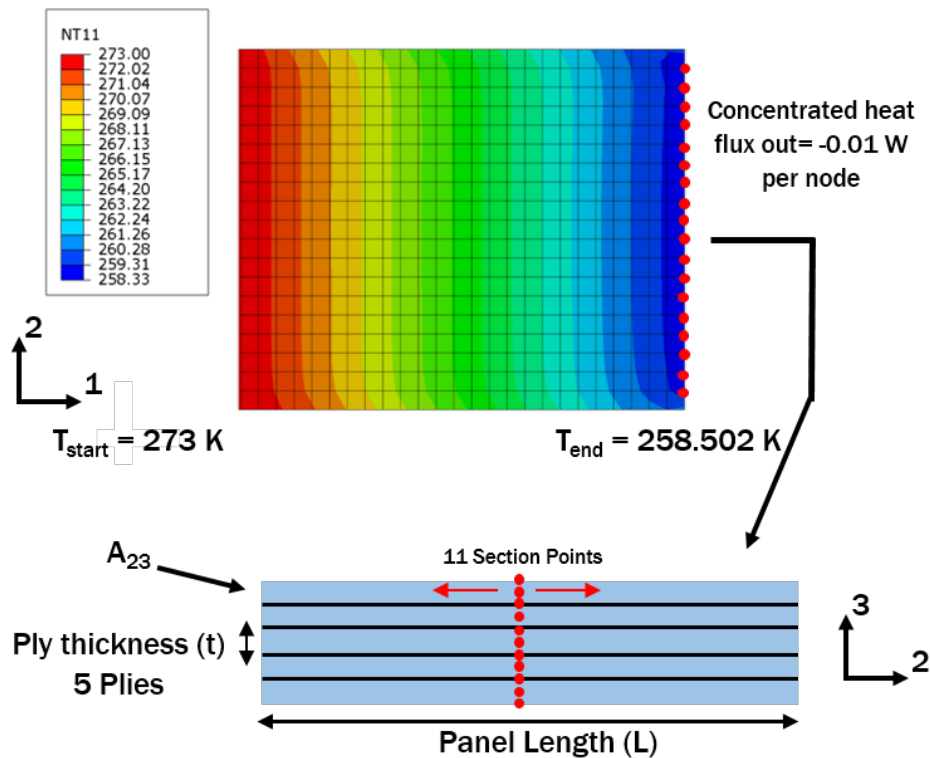 NT11
273.00
272.02
271.04
270.07
269.09
268.11
267.13
266.15
265.17
264.20
263.22
262.24
261.26
260.28
259.31
258.33
Concentrated heat
flux out= -0.01 W
per node
2
1
T_start = 273 K
T_end = 258.502 K
A_23
11 Section Points
Ply thickness (t)
5 Plies
3
2
Panel Length (L)